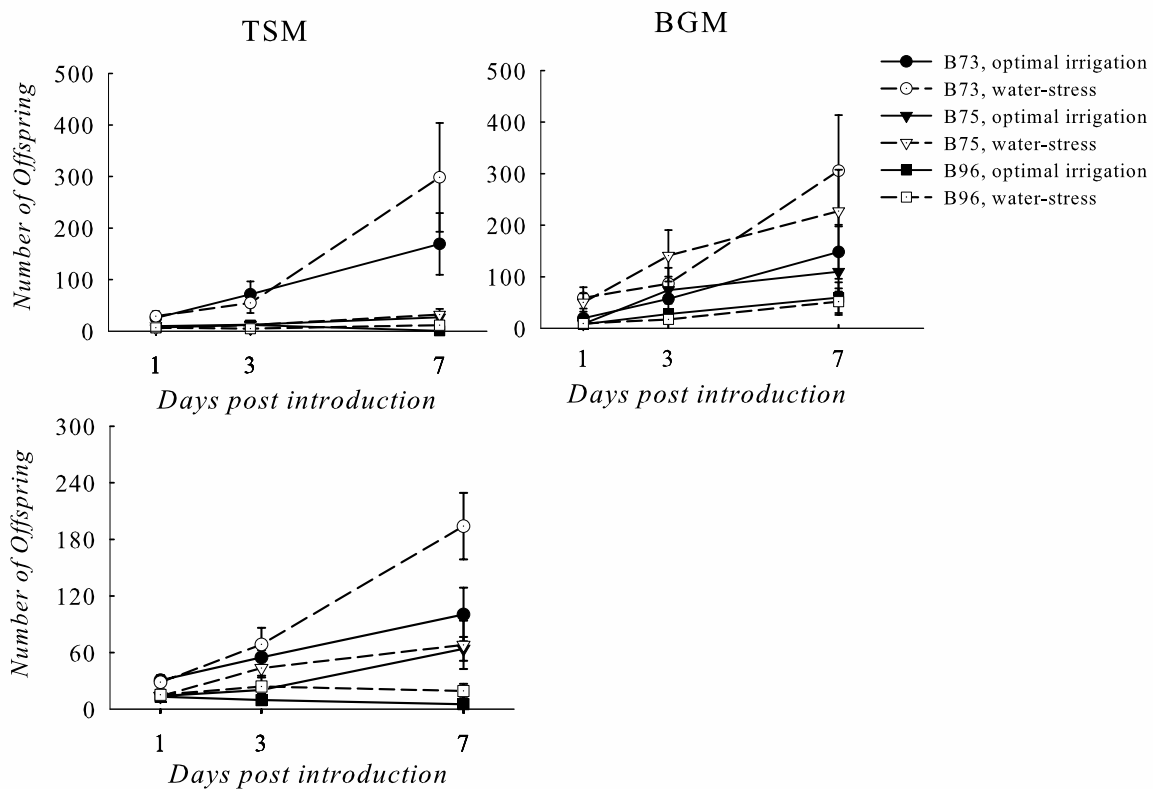 TSM
BGM
Number of Offspring
500
400
300
200
100
0
1 3 7
Days post introduction
Number of Offspring
500
400
300
200
100
0
1 3 7
Days post introduction
B73, optimal irrigation
B73, water-stress
B75, optimal irrigation
B75, water-stress
B96, optimal irrigation
B96, water-stress
Number of Offspring
300
240
180
120
60
0
1 3 7
Days post introduction